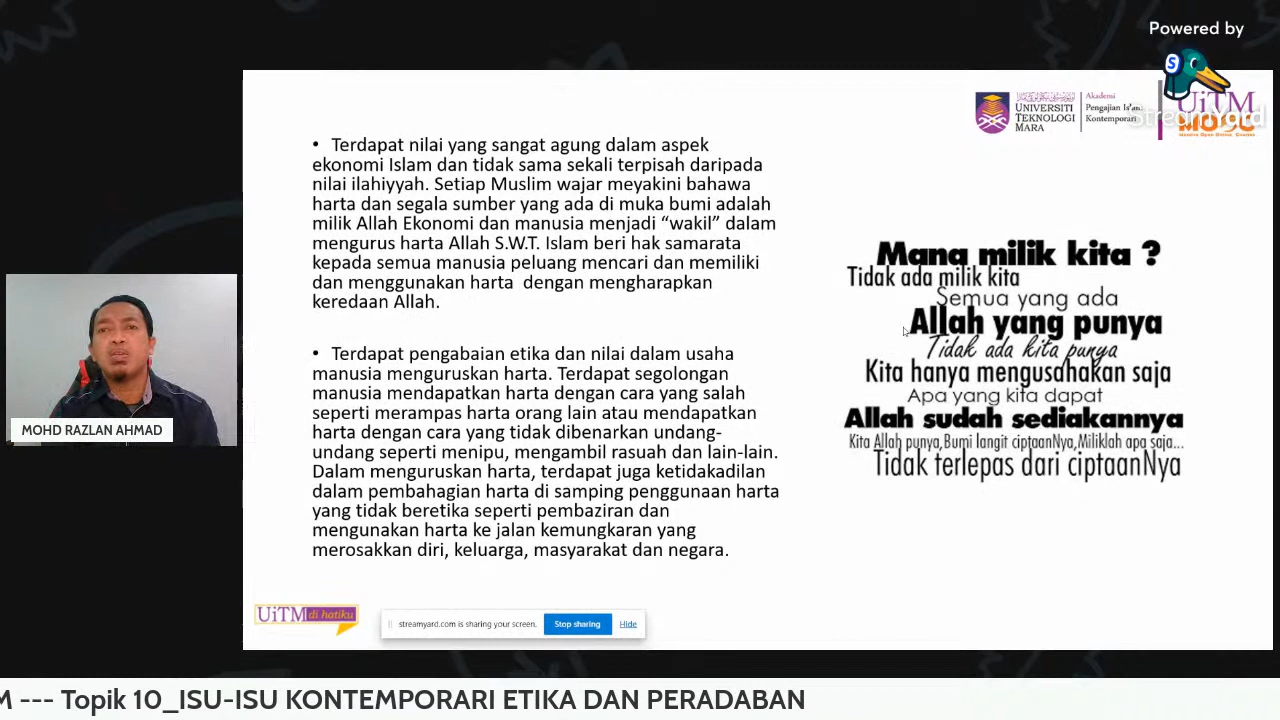 Powered by
StreamYard
UNIVERSITI
TEKNOLOGI
MARA
Akademi
Pengajian Islam
Kontemporari
UiTM
MOOC
• Terdapat nilai yang sangat agung dalam aspek
ekonomi Islam dan tidak sama sekali terpisah daripada
nilai ilahiyyah. Setiap Muslim wajar meyakini bahawa
harta dan segala sumber yang ada di muka bumi adalah
milik Allah Ekonomi dan manusia menjadi “wakil” dalam
mengurus harta Allah S.W.T. Islam beri hak samarata
kepada semua manusia peluang mencari dan memiliki
dan menggunakan harta dengan mengharapkan
keredaan Allah.
• Terdapat pengabaian etika dan nilai dalam usaha
manusia menguruskan harta. Terdapat segolongan
manusia mendapatkan harta dengan cara yang salah
seperti merampas harta orang lain atau mendapatkan
harta dengan cara yang tidak dibenarkan undang-
undang seperti menipu, mengambil rasuah dan lain-lain.
Dalam menguruskan harta, terdapat juga ketidakadilan
dalam pembahagian harta di samping penggunaan harta
yang tidak beretika seperti pembaziran dan
mengunakan harta ke jalan kemungkaran yang
merosakkan diri, keluarga, masyarakat dan negara.
Mana milik kita ?
Tidak ada milik kita
Semua yang ada
Allah yang punya
Tidak ada kita punya
Kita hanya mengusahakan saja
Apa yang kita dapat
Allah sudah sediakannya
Kita Allah punya,Bumi langit ciptaanNya,Miliklah apa saja...
Tidak terlepas dari ciptaanNya
MOHD RAZLAN AHMAD
UiTM di hatiku
streamyard.com is sharing your screen. Stop sharing Hide
M --- Topik 10_ISU-ISU KONTEMPORARI ETIKA DAN PERADABAN